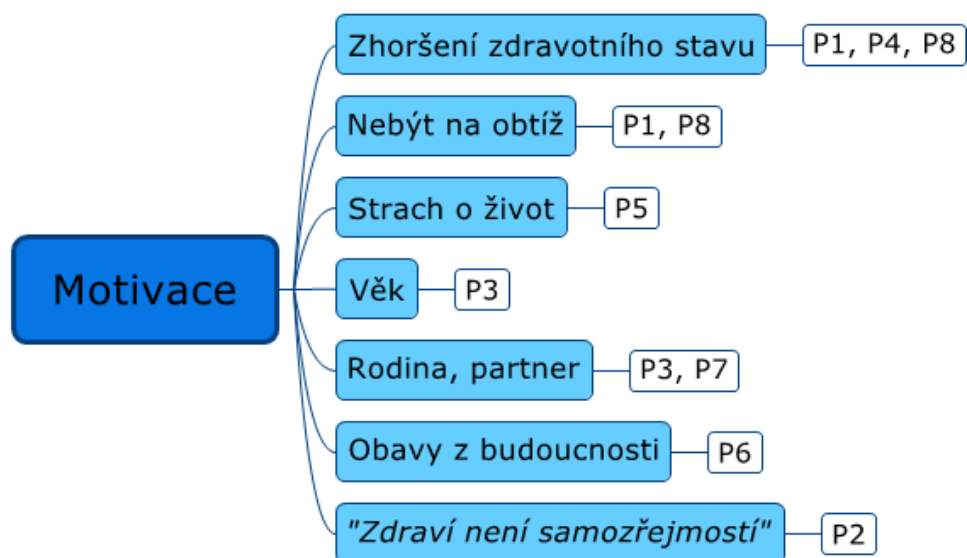 Motivace
Zhoršení zdravotního stavu
P1, P4, P8
Nebýt na obtíž
P1, P8
Strach o život
P5
Věk
P3
Rodina, partner
P3, P7
Obavy z budoucnosti
P6
"Zdraví není samozřejmostí"
P2